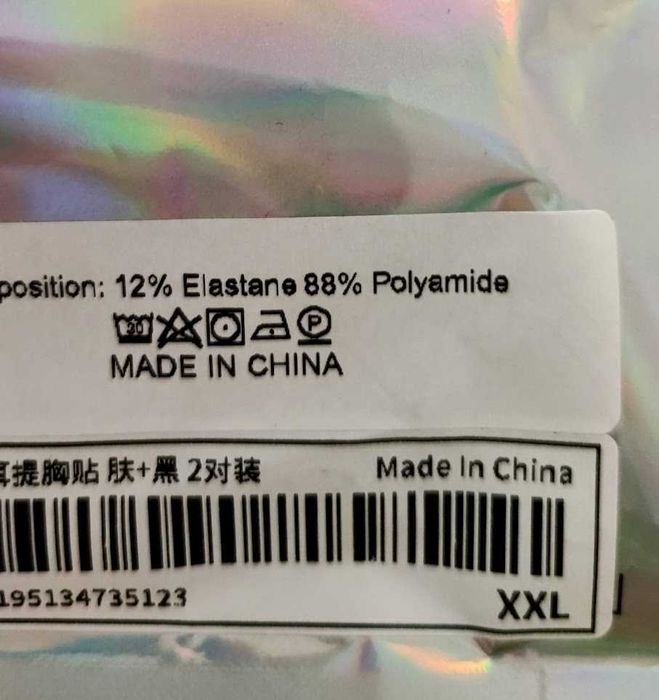 position: 12% Elastane 88% Polyamide
30 P
MADE IN CHINA
提胸贴 肤+黑 2对装
Made In China
195134735123
XXL